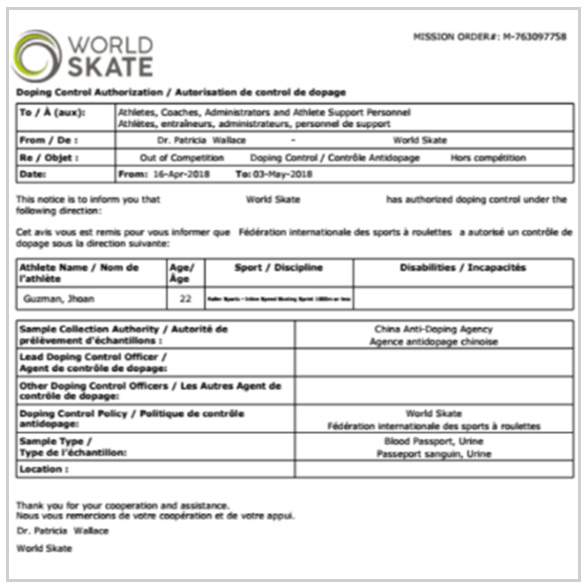 WORLD
SKATE
MISSION ORDER#: M-763097758
Doping Control Authorization / Autorisation de control de dopage
To / À (aux): Athletes, Coaches, Administrators and Athlete Support Personnel
Athlètes, entraîneurs, administrateurs, personnel de support
From / De : Dr. Patricia Wallace - World Skate
Re / Objet : Out of Competition Doping Control / Contrôle Antidopage Hors compétition
Date: From: 16-Apr-2018 To: 03-May-2018
This notice is to inform you that World Skate has authorized doping control under the
following direction:
Cet avis vous est remis pour vous informer que Fédération internationale des sports à roulettes a autorisé un contrôle de
dopage sous la direction suivante:
Athlete Name / Nom de Age/ Sport / Discipline Disabilities / Incapacités
l'athlète Âge
Guzman, Jhoan 22 Roller Sports - Inline Speed Skating Sprint 1000m or less
Sample Collection Authority / Autorité de China Anti-Doping Agency
prélèvement d'échantillons : Agence antidopage chinoise
Lead Doping Control Officer /
Agent de contrôle de dopage:
Other Doping Control Officers / Les Autres Agent de
contrôle de dopage:
Doping Control Policy / Politique de contrôle World Skate
antidopage: Fédération internationale des sports à roulettes
Sample Type / Blood Passport, Urine
Type de l'échantillon: Passeport sanguin, Urine
Location :
Thank you for your cooperation and assistance.
Nous vous remercions de votre coopération et de votre appui.
Dr. Patricia Wallace
World Skate